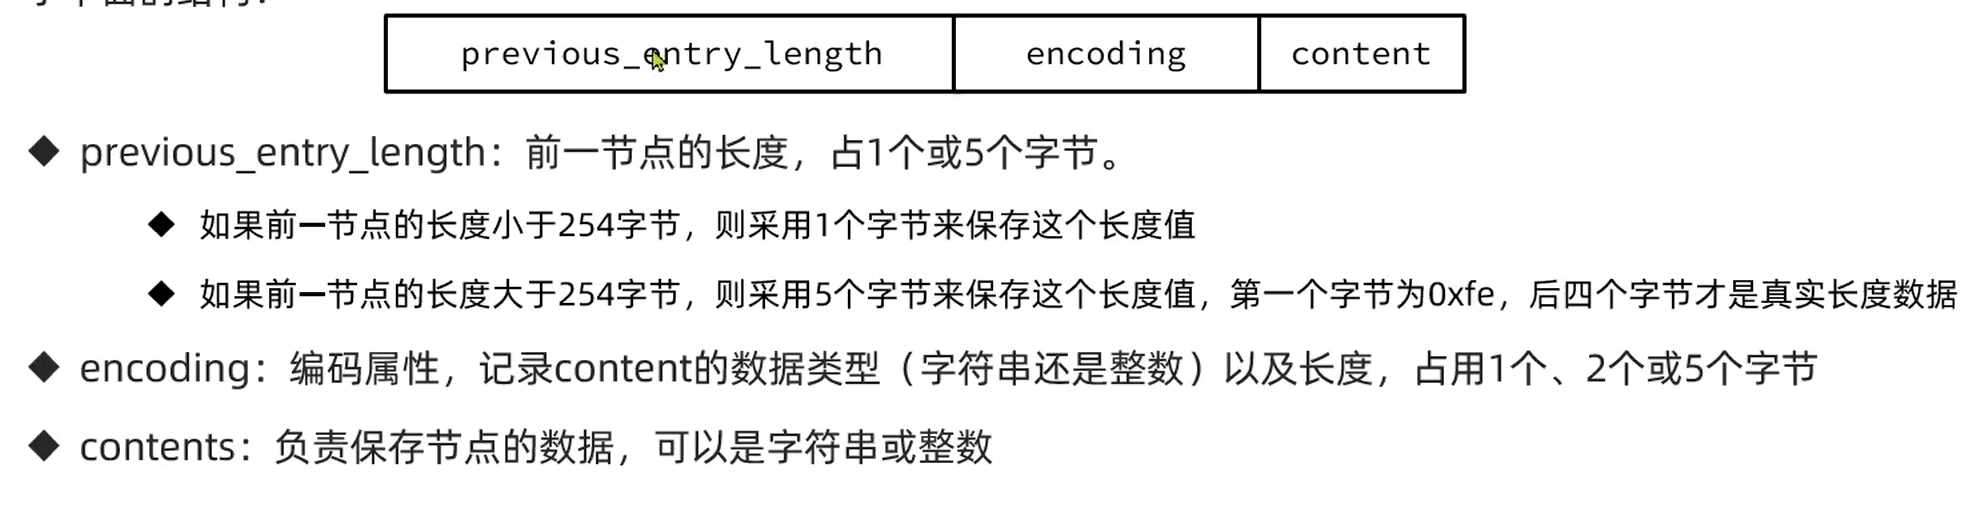 previous_entry_length encoding content
◆ previous_entry_length：前一节点的长度，占1个或5个字节。
◆ 如果前一节点的长度小于254字节，则采用1个字节来保存这个长度值
◆ 如果前一节点的长度大于254字节，则采用5个字节来保存这个长度值，第一个字节为0xfe，后四个字节才是真实长度数据
◆ encoding：编码属性，记录content的数据类型（字符串还是整数）以及长度，占用1个、2个或5个字节
◆ contents：负责保存节点的数据，可以是字符串或整数